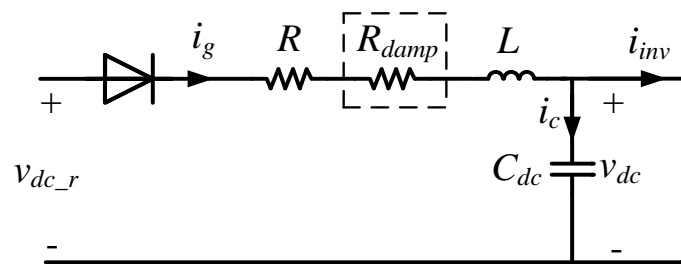 i_g R R_damp L i_inv
+ i_c +
v_dc_r C_dc v_dc
- -